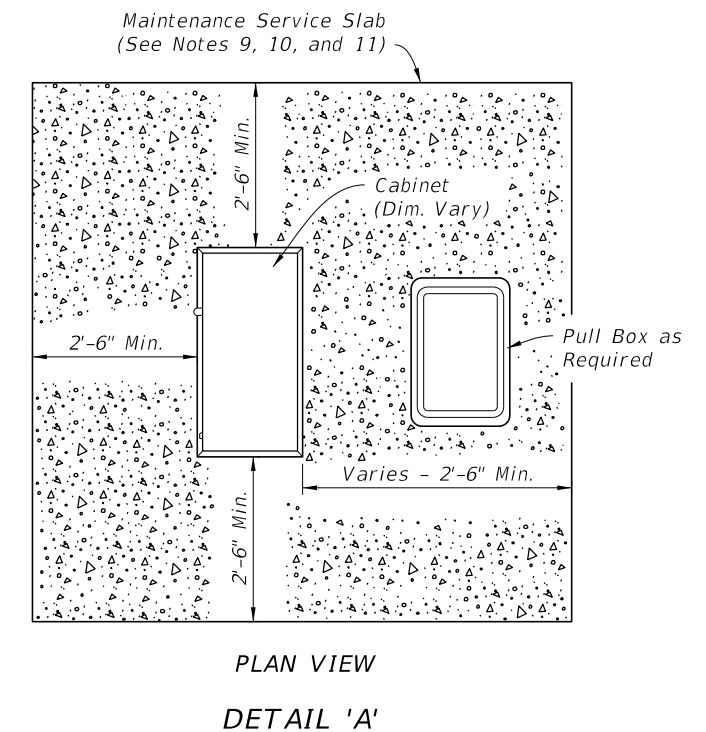 Maintenance Service Slab
(See Notes 9, 10, and 11)
2'-6" Min.
Cabinet
(Dim. Vary)
2'-6" Min.
Pull Box as
Required
Varies - 2'-6" Min.
2'-6" Min.
PLAN VIEW
DETAIL 'A'